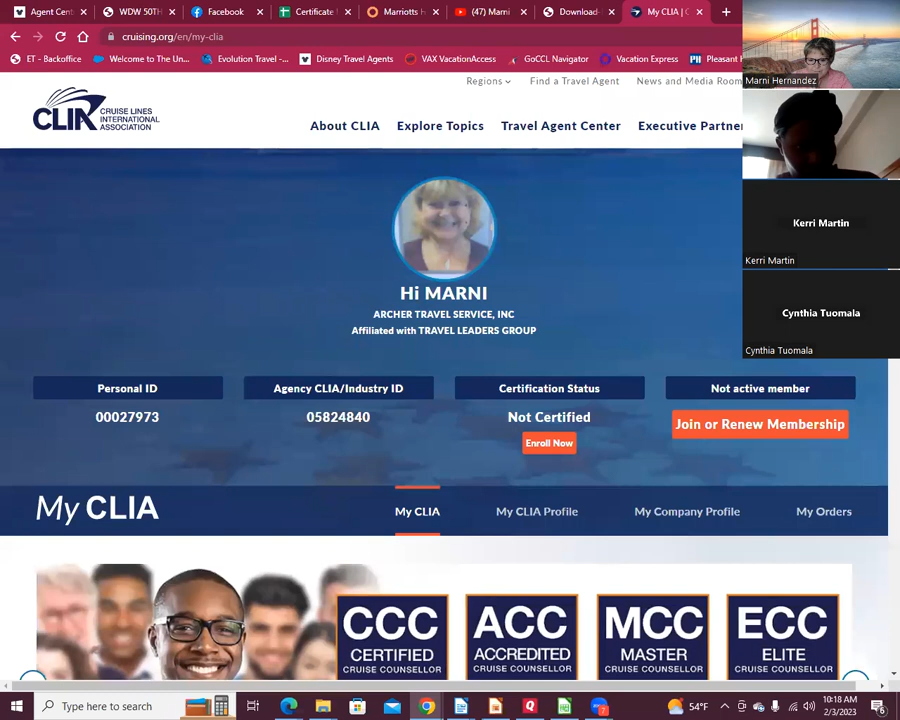 Agent Cent
WDW 50TH
Facebook
Certificate
Marriotts H
(47) Marni
Download-
My CLIA | C
cruising.org/en/my-clia
ET - Backoffice
Welcome to The Un...
Evolution Travel -...
Disney Travel Agents
VAX VacationAccess
GoCCL Navigator
Vacation Express
Pleasant
Regions
Find a Travel Agent
News and Media Room
CLIA CRUISE LINES
INTERNATIONAL
ASSOCIATION
About CLIA
Explore Topics
Travel Agent Center
Executive Partner
Marni Hernandez
Kerri Martin
Kerri Martin
Cynthia Tuomala
Cynthia Tuomala
Hi MARNI
ARCHER TRAVEL SERVICE, INC
Affiliated with TRAVEL LEADERS GROUP
Personal ID
Agency CLIA/Industry ID
Certification Status
Not active member
00027973
05824840
Not Certified
Join or Renew Membership
Enroll Now
My CLIA
My CLIA
My CLIA Profile
My Company Profile
My Orders
CCC
CERTIFIED
CRUISE COUNSELLOR
ACC
ACCREDITED
CRUISE COUNSELLOR
MCC
MASTER
CRUISE COUNSELLOR
ECC
ELITE
CRUISE COUNSELLOR
Type here to search
54°F
10:18 AM
2/3/2023